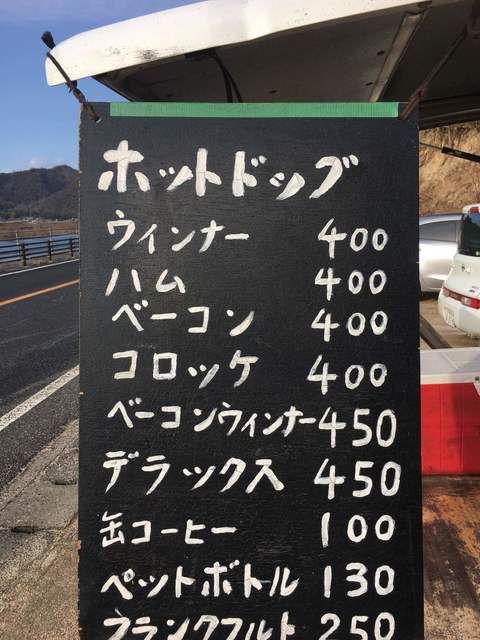 ホットドッグ
ウィンナー 400
ハム 400
ベーコン 400
コロッケ 400
ベーコンウィンナー 450
デラックス 450
缶コーヒー 100
ペットボトル 130
フランクフルト 250